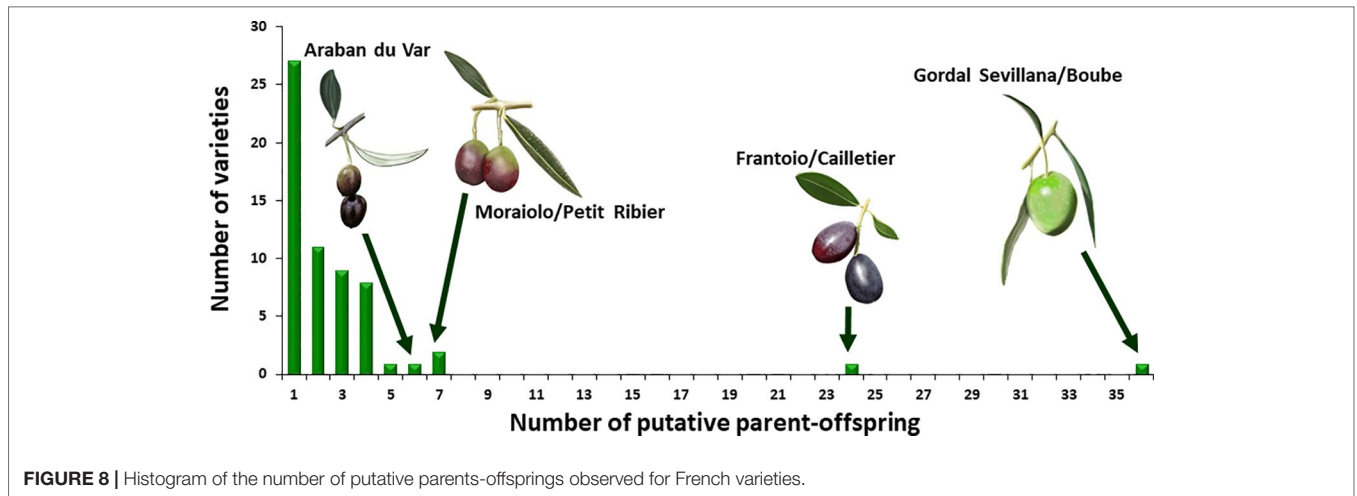 30
25
20
15
10
5
0
Number of varieties
Araban du Var
Moraiolo/Petit Ribier
Frantoio/Cailletier
Gordal Sevillana/Boube
1 3 5 7 9 11 13 15 17 19 21 23 25 27 29 31 33 35
Number of putative parent-offspring
FIGURE 8 | Histogram of the number of putative parents-offsprings observed for French varieties.